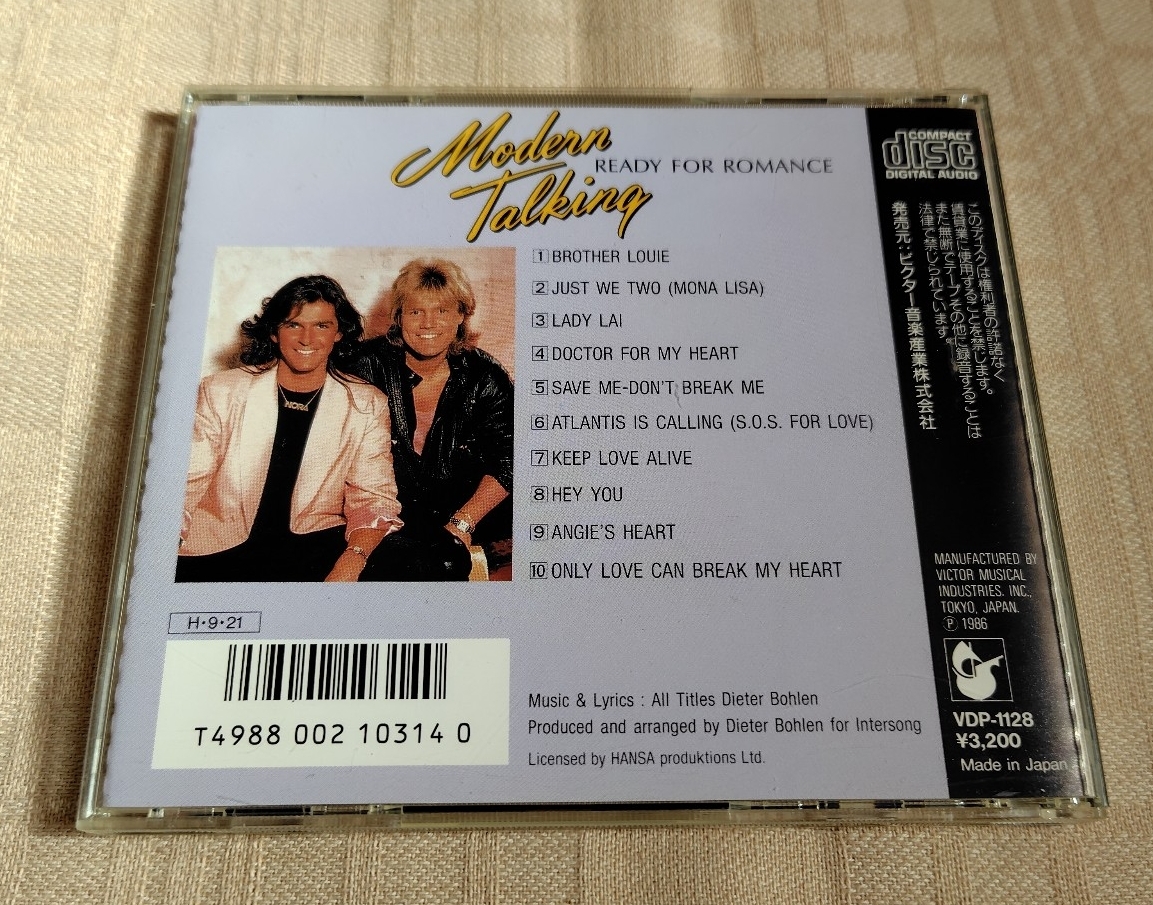 Modern
Talking
READY FOR ROMANCE
1 BROTHER LOUIE
2 JUST WE TWO (MONA LISA)
3 LADY LAI
4 DOCTOR FOR MY HEART
5 SAVE ME-DON'T BREAK ME
6 ATLANTIS IS CALLING (S.O.S. FOR LOVE)
7 KEEP LOVE ALIVE
8 HEY YOU
9 ANGIE'S HEART
10 ONLY LOVE CAN BREAK MY HEART
NORA
H•9•21
T4988 002 10314 0
Music & Lyrics : All Titles Dieter Bohlen
Produced and arranged by Dieter Bohlen for Intersong
Licensed by HANSA produktions Ltd.
COMPACT
disc
DIGITAL AUDIO
このディスクは権利者の許諾なく
賃貸業に使用することを禁じます。
また無断でテープその他に録音することは
法律で禁じられています。
発売元:ビクター音楽産業株式会社
MANUFACTURED BY
VICTOR MUSICAL
INDUSTRIES. INC.,
TOKYO, JAPAN.
Ⓟ 1986
VDP-1128
¥3,200
Made in Japan